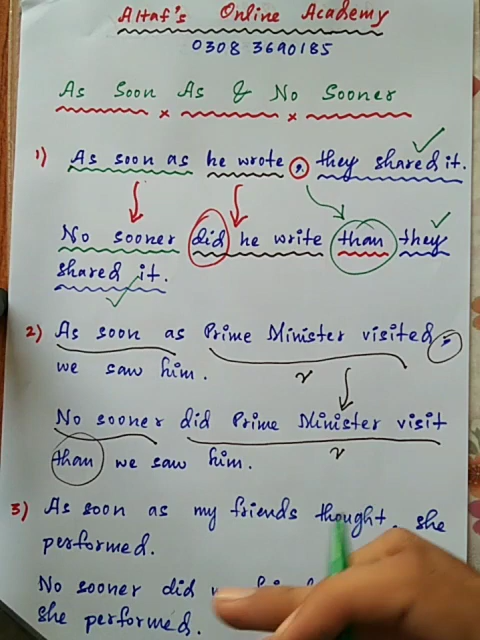 Altaf's Online Academy
0308 3690185
As Soon As & No Sooner
1) As soon as he wrote, they shared it.
No sooner did he write than they
shared it.
2) As soon as Prime Minister visited,
we saw him.
No sooner did Prime Minister visit
than we saw him.
3) As soon as my friends thought, she
performed.
No sooner did
she performed.